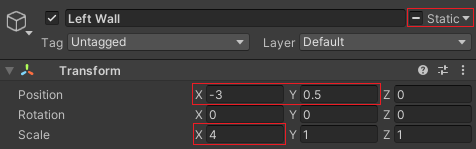 Left Wall Static
Tag Untagged Layer Default
Transform
Position X -3 Y 0.5 Z 0
Rotation X 0 Y 0 Z 0
Scale X 4 Y 1 Z 1